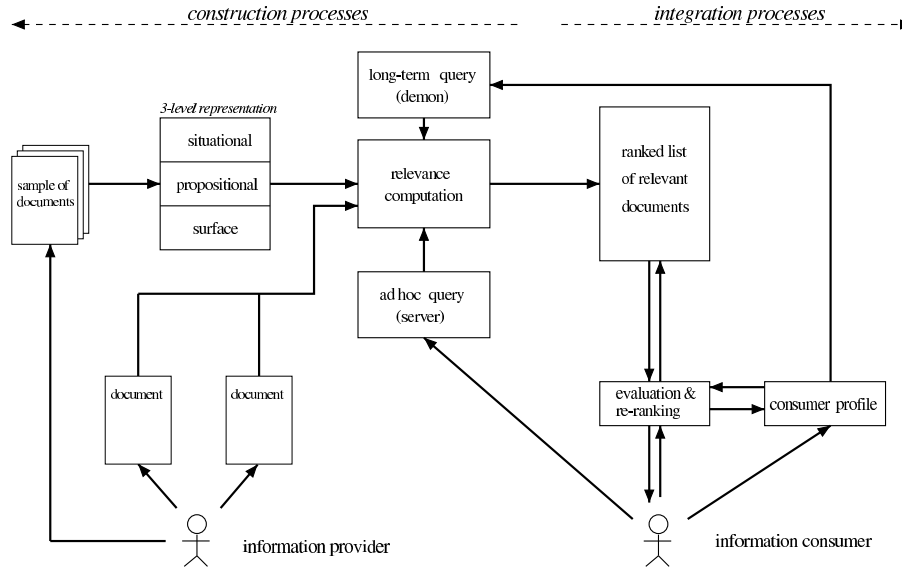 construction processes
integration processes
long-term query
(demon)
3-level representation
situational
propositional
surface
sample of
documents
relevance
computation
ranked list
of relevant
documents
ad hoc query
(server)
document
document
evaluation &
re-ranking
consumer profile
information provider
information consumer